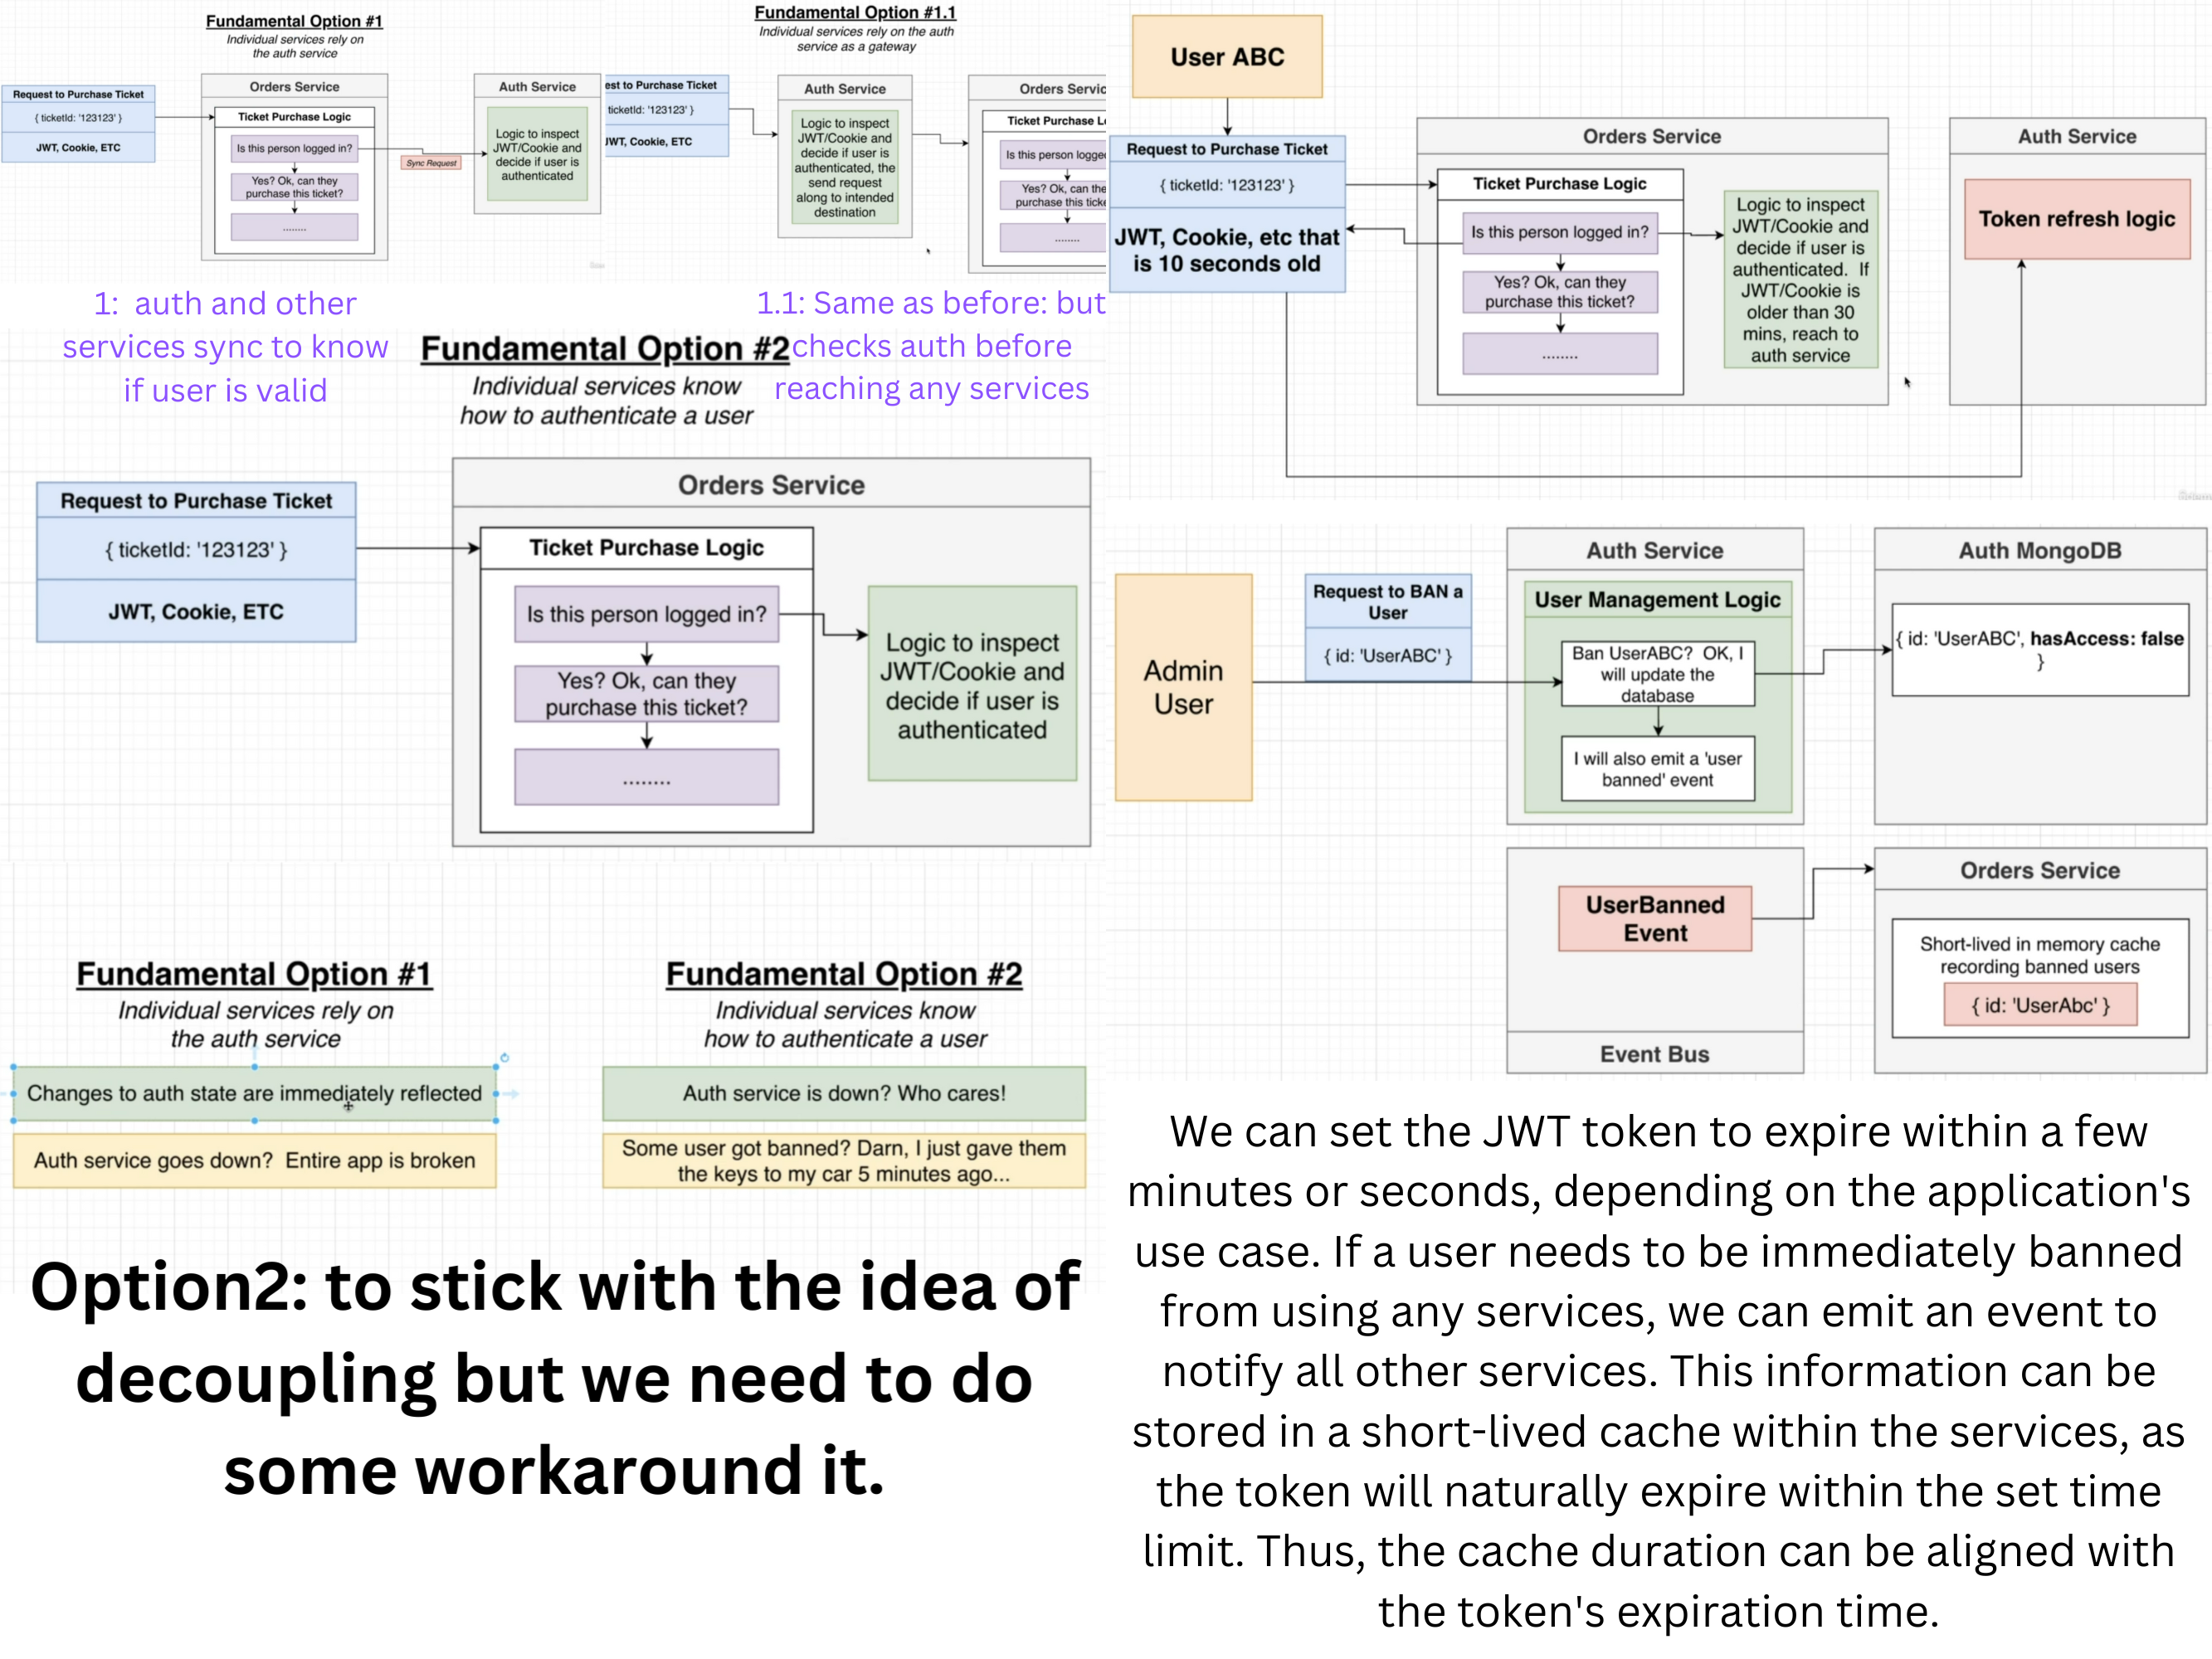 Fundamental Option #1
Individual services rely on
the auth service
Request to Purchase Ticket
{ ticketId: '123123' }
JWT, Cookie, ETC
Orders Service
Ticket Purchase Logic
Is this person logged in?
Yes? Ok, can they
purchase this ticket?
........
Sync Request
Auth Service
Logic to inspect
JWT/Cookie and
decide if user is
authenticated
1: auth and other
services sync to know
if user is valid
Fundamental Option #1.1
Individual services rely on the auth
service as a gateway
est to Purchase Ticket
ticketId: '123123' }
JWT, Cookie, ETC
Auth Service
Logic to inspect
JWT/Cookie and
decide if user is
authenticated, the
send request
along to intended
destination
Orders Servic
Ticket Purchase L
Is this person logge
Yes? Ok, can the
purchase this ticke
........
1.1: Same as before: but
checks auth before
reaching any services
Fundamental Option #2
Individual services know
how to authenticate a user
Request to Purchase Ticket
{ ticketId: '123123' }
JWT, Cookie, ETC
Orders Service
Ticket Purchase Logic
Is this person logged in?
Yes? Ok, can they
purchase this ticket?
........
Logic to inspect
JWT/Cookie and
decide if user is
authenticated
Fundamental Option #1
Individual services rely on
the auth service
Changes to auth state are immediately reflected
Auth service goes down? Entire app is broken
Fundamental Option #2
Individual services know
how to authenticate a user
Auth service is down? Who cares!
Some user got banned? Darn, I just gave them
the keys to my car 5 minutes ago...
Option2: to stick with the idea of
decoupling but we need to do
some workaround it.
User ABC
Request to Purchase Ticket
{ ticketId: '123123' }
JWT, Cookie, etc that
is 10 seconds old
Orders Service
Ticket Purchase Logic
Is this person logged in?
Yes? Ok, can they
purchase this ticket?
........
Logic to inspect
JWT/Cookie and
decide if user is
authenticated. If
JWT/Cookie is
older than 30
mins, reach to
auth service
Auth Service
Token refresh logic
Admin
User
Request to BAN a
User
{ id: 'UserABC' }
Auth Service
User Management Logic
Ban UserABC? OK, I
will update the
database
I will also emit a 'user
banned' event
Auth MongoDB
{ id: 'UserABC', hasAccess: false
}
UserBanned
Event
Event Bus
Orders Service
Short-lived in memory cache
recording banned users
{ id: 'UserAbc' }
We can set the JWT token to expire within a few
minutes or seconds, depending on the application's
use case. If a user needs to be immediately banned
from using any services, we can emit an event to
notify all other services. This information can be
stored in a short-lived cache within the services, as
the token will naturally expire within the set time
limit. Thus, the cache duration can be aligned with
the token's expiration time.